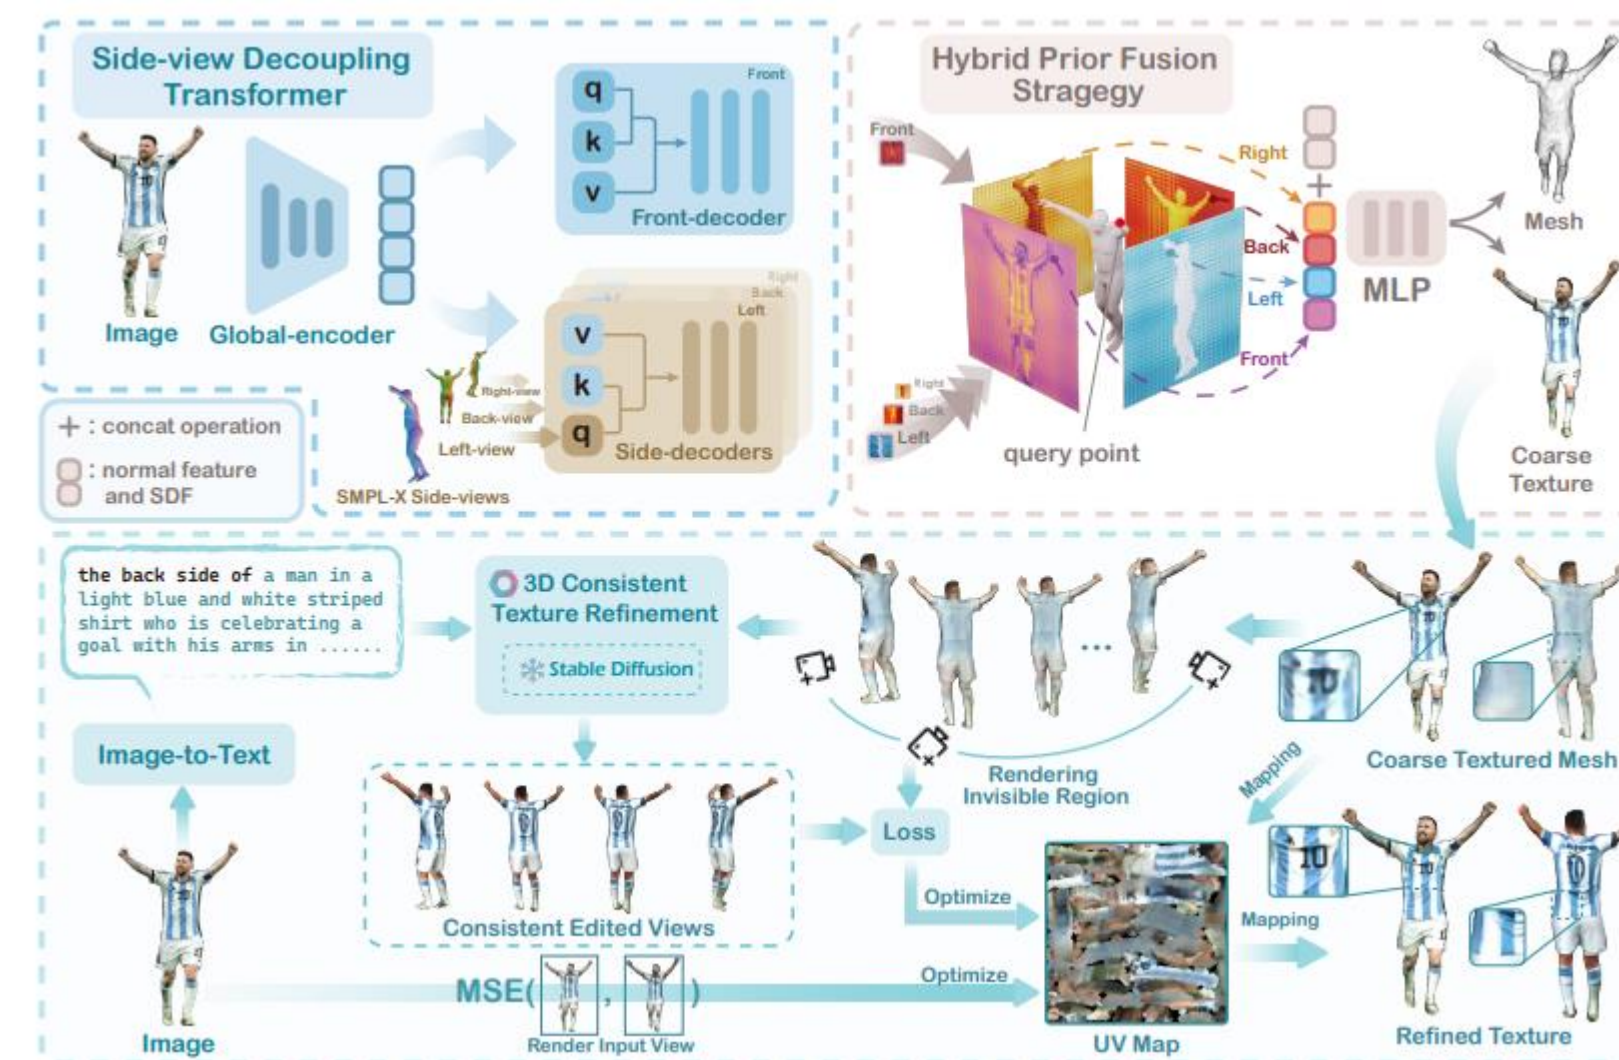 Side-view Decoupling
Transformer
Image
Global-encoder
q
k
v
Front
Front-decoder
Right
Back
Left
v
k
q
Side-decoders
Right-view
Back-view
Left-view
SMPL-X Side-views
+ : concat operation
: normal feature
and SDF
Hybrid Prior Fusion
Stragegy
Front
Right
Back
Left
Right
Back
Left
Front
+
query point
MLP
Mesh
Coarse
Texture
the back side of a man in a
light blue and white striped
shirt who is celebrating a
goal with his arms in ......
Image-to-Text
Image
3D Consistent
Texture Refinement
Stable Diffusion
Consistent Edited Views
...
Rendering
Invisible Region
Loss
Optimize
Optimize
MSE( , )
Render Input View
UV Map
Mapping
Mapping
Coarse Textured Mesh
10
10
Refined Texture